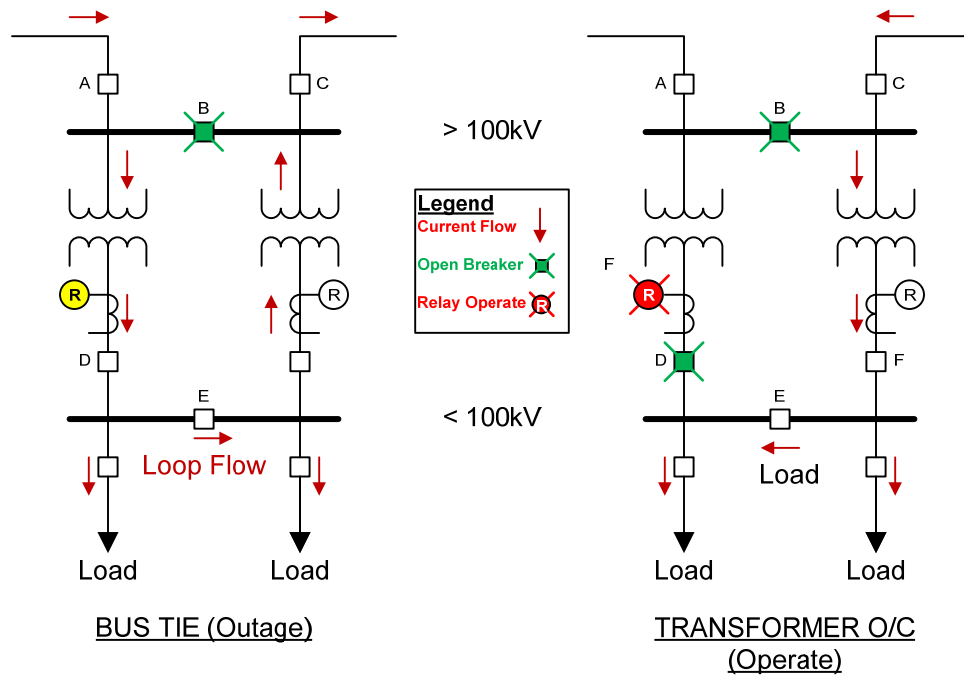 A
C
B
> 100kV
A
C
B
Legend
Current Flow
Open Breaker
Relay Operate
R
R
R
F
R
R
D
E
< 100kV
D
F
E
Loop Flow
Load
Load
Load
Load
Load
BUS TIE (Outage)
TRANSFORMER O/C
(Operate)